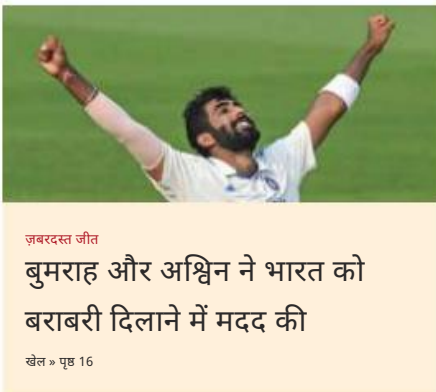 ज़बरदस्त जीत
बुमराह और अश्विन ने भारत को
बराबरी दिलाने में मदद की
खेल » पृष्ठ 16